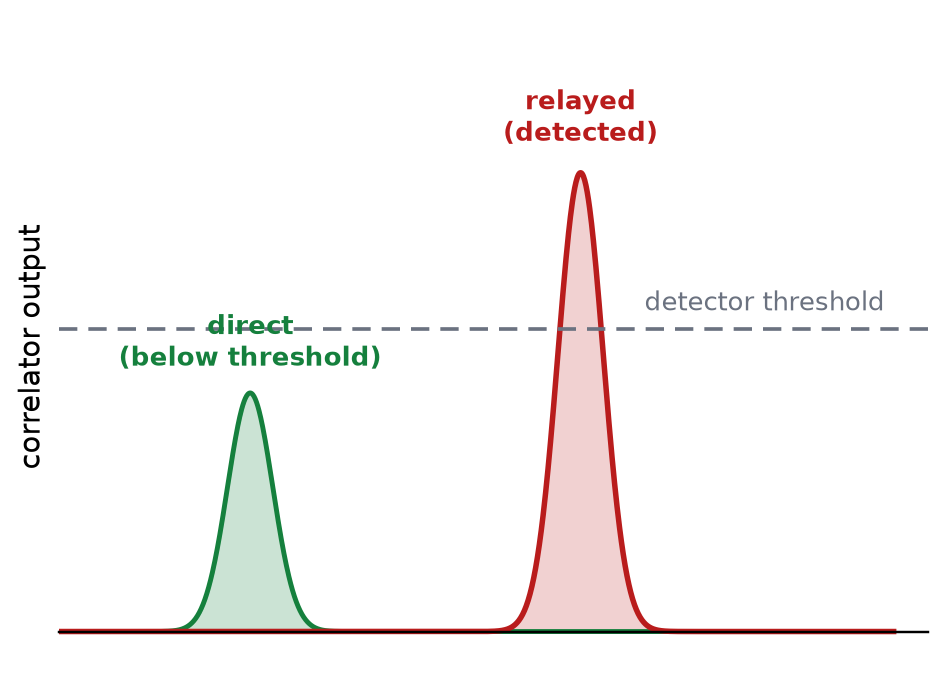 relayed
(detected)
detector threshold
direct
(below threshold)
correlator output